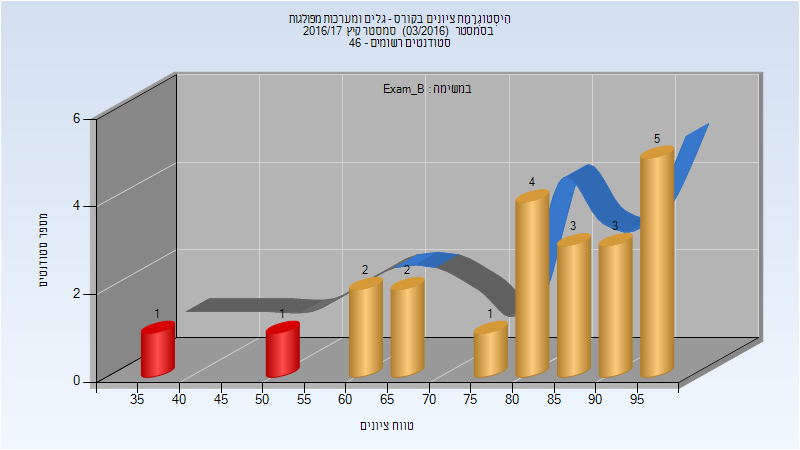 הִיסטוֹגרָמַת ציונים בקורס - גלים ומערכות מפולגות
בסמסטר (03/2016) סמסטר קיץ 2016/17
סטודנטים רשומים - 46
במשימה : Exam_B
מספר סטודנטים
6
4
2
0
1
1
2
2
1
4
3
3
5
35 40 50 55 60 65 70 75 80 85 90 95
טווח ציונים